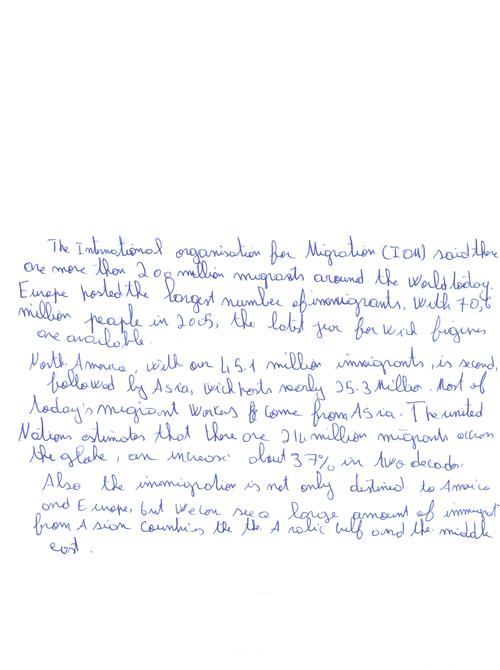 The International organisation for Migration (IOM) said there
are more than 200 million migrants around the world today.
Europe hosted the largest number of immigrants, with 70,6
million people in 2005, the latest year for wich figures
are available.
North America, with over 45.1 million immigrants, is second,
followed by Asia, wich hosts nearly 25.3 Million. Most of
today's migrant workers come from Asia. The united
Nations estimates that there are 214 million migrants across
the globe, an increase about 37% in two decades.
Also the immigration is not only destined to America
and Europe, but we can see a large amount of immigrant
from Asian countries the Arabic gulf and the middle
east.